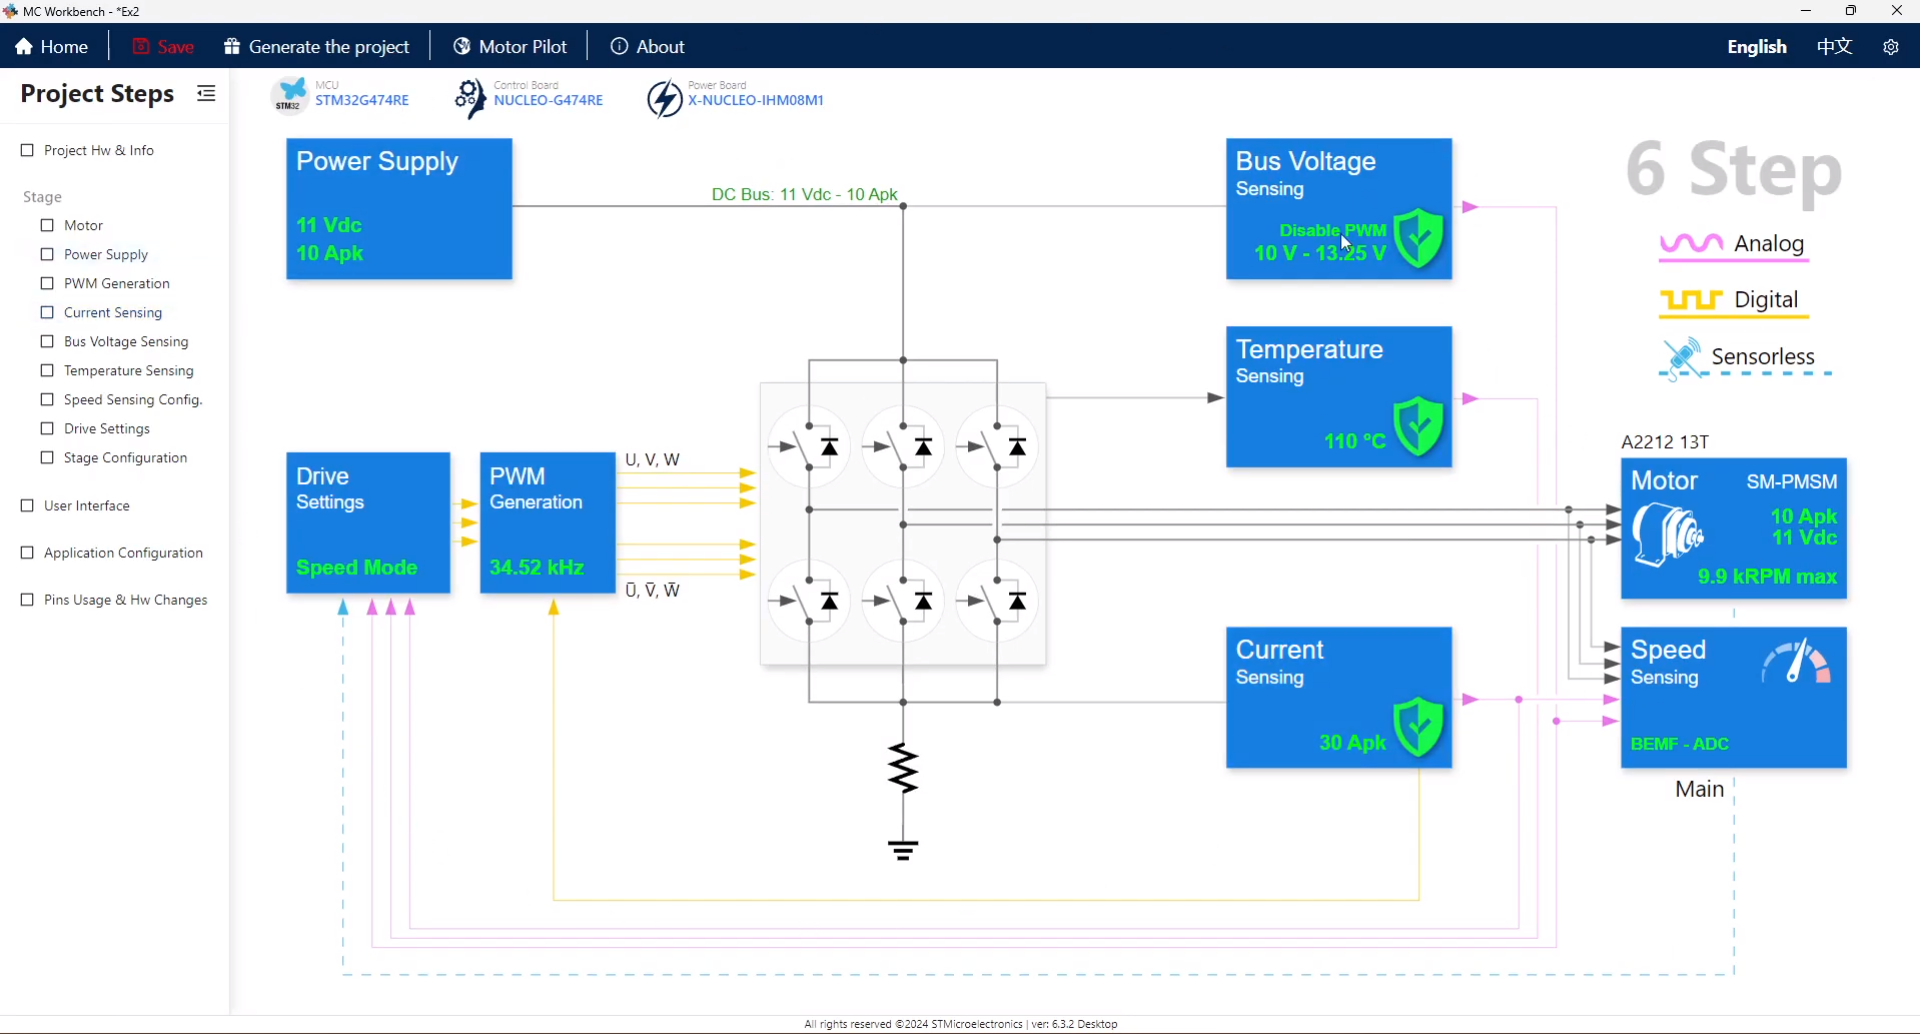 MC Workbench - *Ex2
Home
Save
Generate the project
Motor Pilot
About
English
中文
Project Steps
STM32
MCU
STM32G474RE
Control Board
NUCLEO-G474RE
Power Board
X-NUCLEO-IHM08M1
Project Hw & Info
Stage
Motor
Power Supply
PWM Generation
Current Sensing
Bus Voltage Sensing
Temperature Sensing
Speed Sensing Config.
Drive Settings
Stage Configuration
User Interface
Application Configuration
Pins Usage & Hw Changes
Power Supply
11 Vdc
10 Apk
DC Bus: 11 Vdc - 10 Apk
Bus Voltage
Sensing
Disable PWM
10 V - 13.25 V
6 Step
Analog
Digital
Sensorless
Temperature
Sensing
110 °C
Drive
Settings
Speed Mode
PWM
Generation
34.52 kHz
U, V, W
Ū, V̄, W̄
A2212 13T
Motor
SM-PMSM
10 Apk
11 Vdc
9.9 kRPM max
Current
Sensing
30 Apk
Speed
Sensing
BEMF - ADC
Main
All rights reserved ©2024 STMicroelectronics | ver: 6.3.2 Desktop